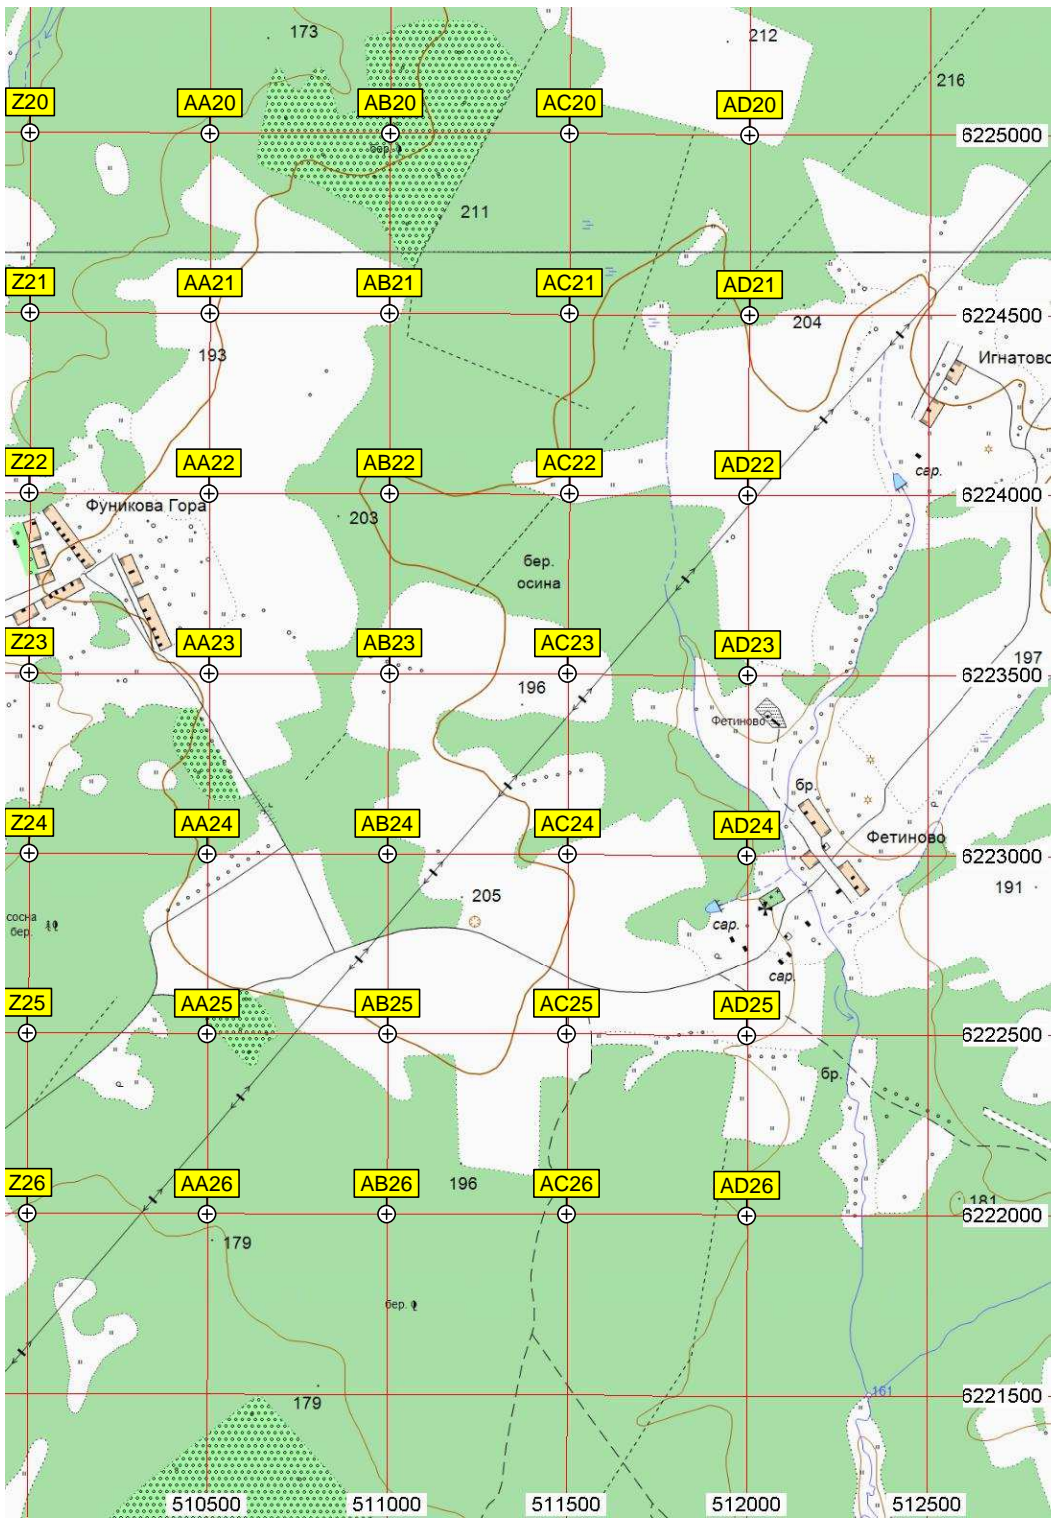 173
212
216
Z20
AA20
AB20
AC20
AD20
6225000
бер.
211
Z21
AA21
AB21
AC21
AD21
6224500
204
193
Игнатово
Z22
AA22
AB22
AC22
AD22
сар.
6224000
Фуникова Гора
203
бер.
осина
Z23
AA23
AB23
AC23
AD23
197
6223500
196
Фетиново
бр.
Z24
AA24
AB24
AC24
AD24
Фетиново
6223000
205
191
сосна
бер.
сар.
сар.
Z25
AA25
AB25
AC25
AD25
6222500
бр.
Z26
AA26
AB26
196
AC26
AD26
181
6222000
179
бер.
179
161
6221500
510500
511000
511500
512000
512500